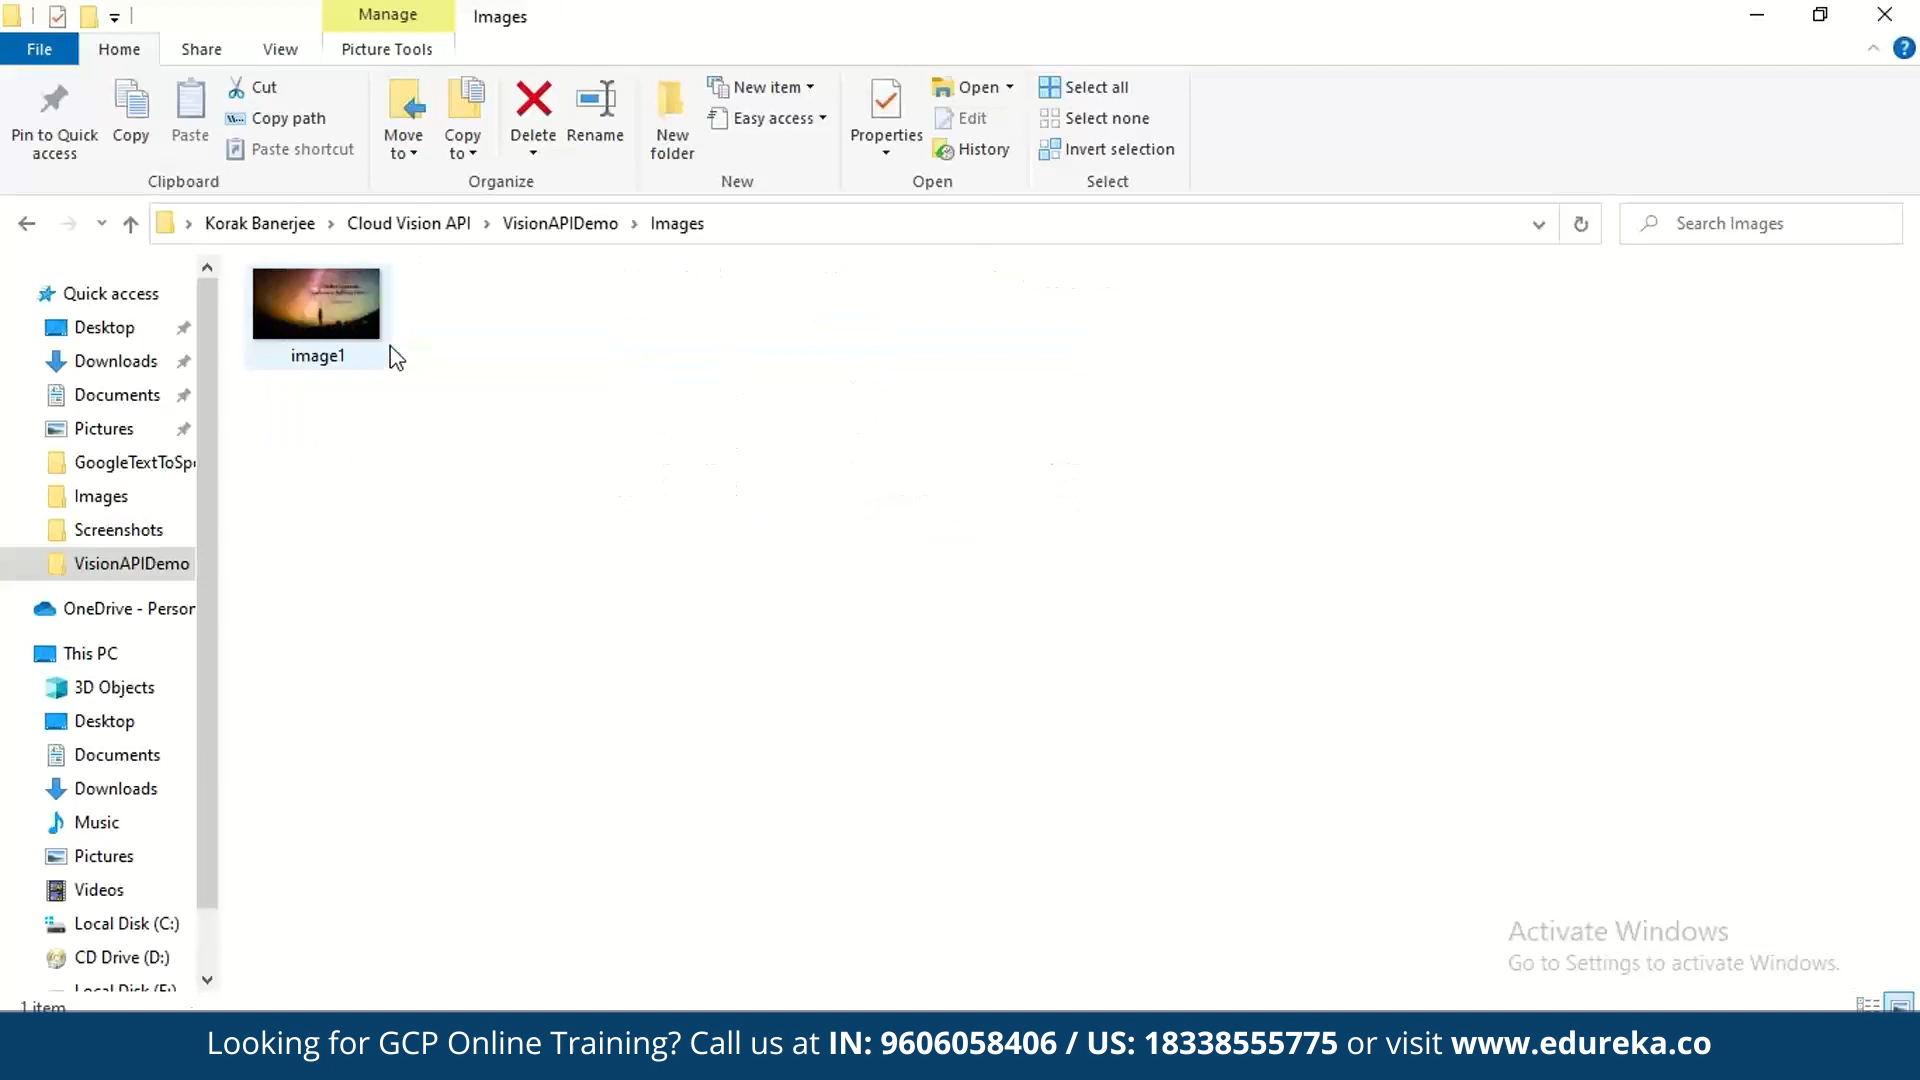 Manage
Images
File
Home
Share
View
Picture Tools
Pin to Quick access
Copy
Paste
Cut
Copy path
Paste shortcut
Clipboard
Move to
Copy to
Delete
Rename
Organize
New folder
New item
Easy access
New
Properties
Open
Edit
History
Open
Select all
Select none
Invert selection
Select
Korak Banerjee > Cloud Vision API > VisionAPIDemo > Images
Search Images
Quick access
Desktop
Downloads
Documents
Pictures
GoogleTextToSp
Images
Screenshots
VisionAPIDemo
OneDrive - Person
This PC
3D Objects
Desktop
Documents
Downloads
Music
Pictures
Videos
Local Disk (C:)
CD Drive (D:)
1 item
image1
Activate Windows
Go to Settings to activate Windows.
Looking for GCP Online Training? Call us at IN: 9606058406 / US: 18338555775 or visit www.edureka.co